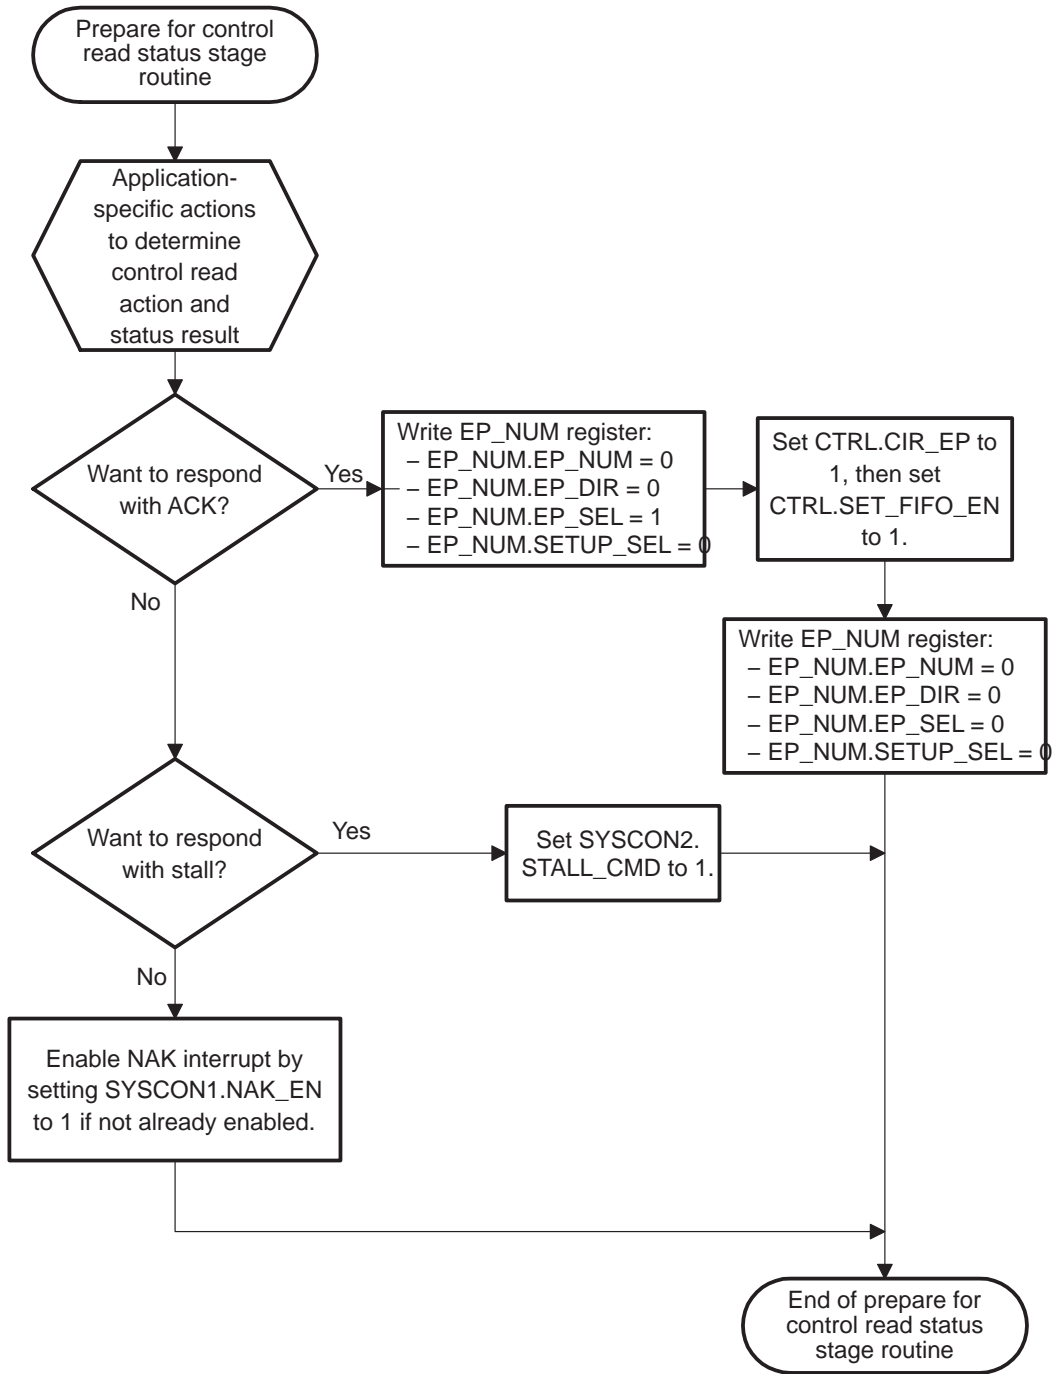 Prepare for control
read status stage
routine
Application-
specific actions
to determine
control read
action and
status result
Want to respond
with ACK?
Yes
Write EP_NUM register:
– EP_NUM.EP_NUM = 0
– EP_NUM.EP_DIR = 0
– EP_NUM.EP_SEL = 1
– EP_NUM.SETUP_SEL = 0
Set CTRL.CIR_EP to
1, then set
CTRL.SET_FIFO_EN
to 1.
No
Write EP_NUM register:
– EP_NUM.EP_NUM = 0
– EP_NUM.EP_DIR = 0
– EP_NUM.EP_SEL = 0
– EP_NUM.SETUP_SEL = 0
Want to respond
with stall?
Yes
Set SYSCON2.
STALL_CMD to 1.
No
Enable NAK interrupt by
setting SYSCON1.NAK_EN
to 1 if not already enabled.
End of prepare for
control read status
stage routine